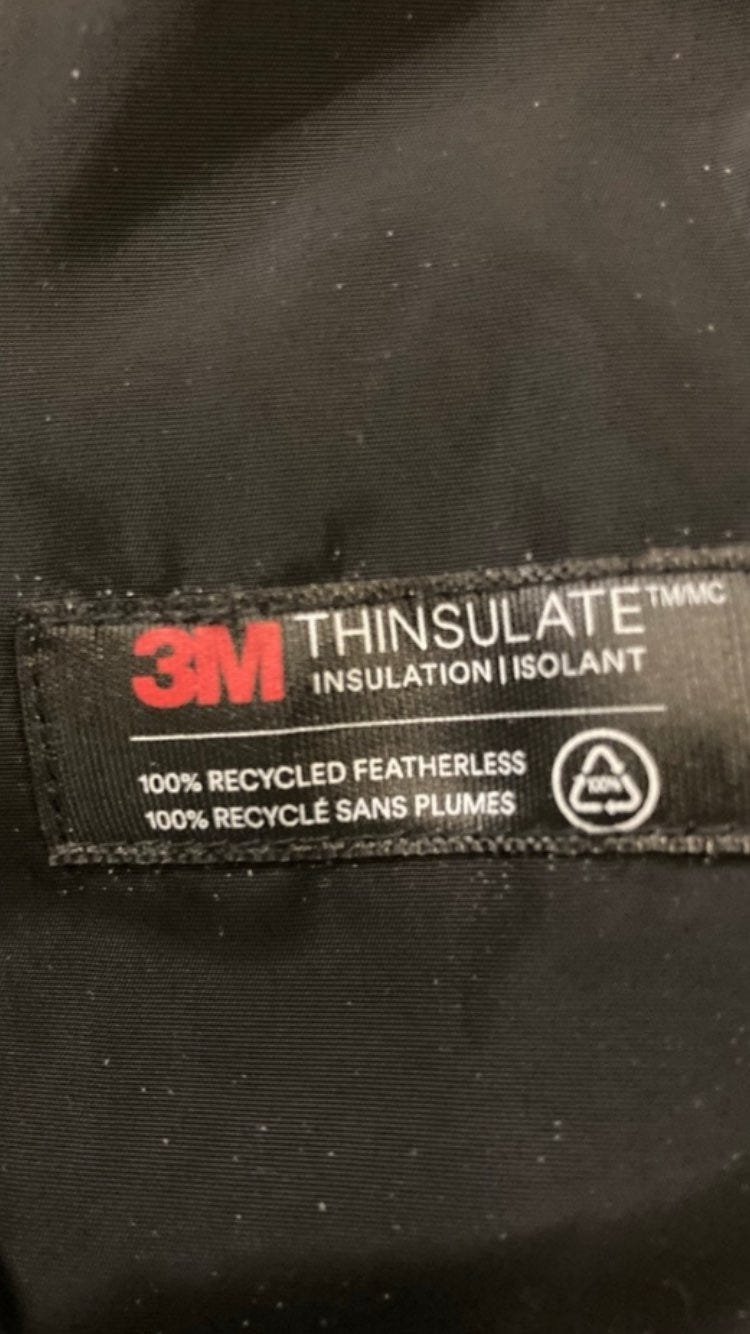 3M THINSULATE™/MC
INSULATION | ISOLANT
100% RECYCLED FEATHERLESS
100% RECYCLÉ SANS PLUMES
100%